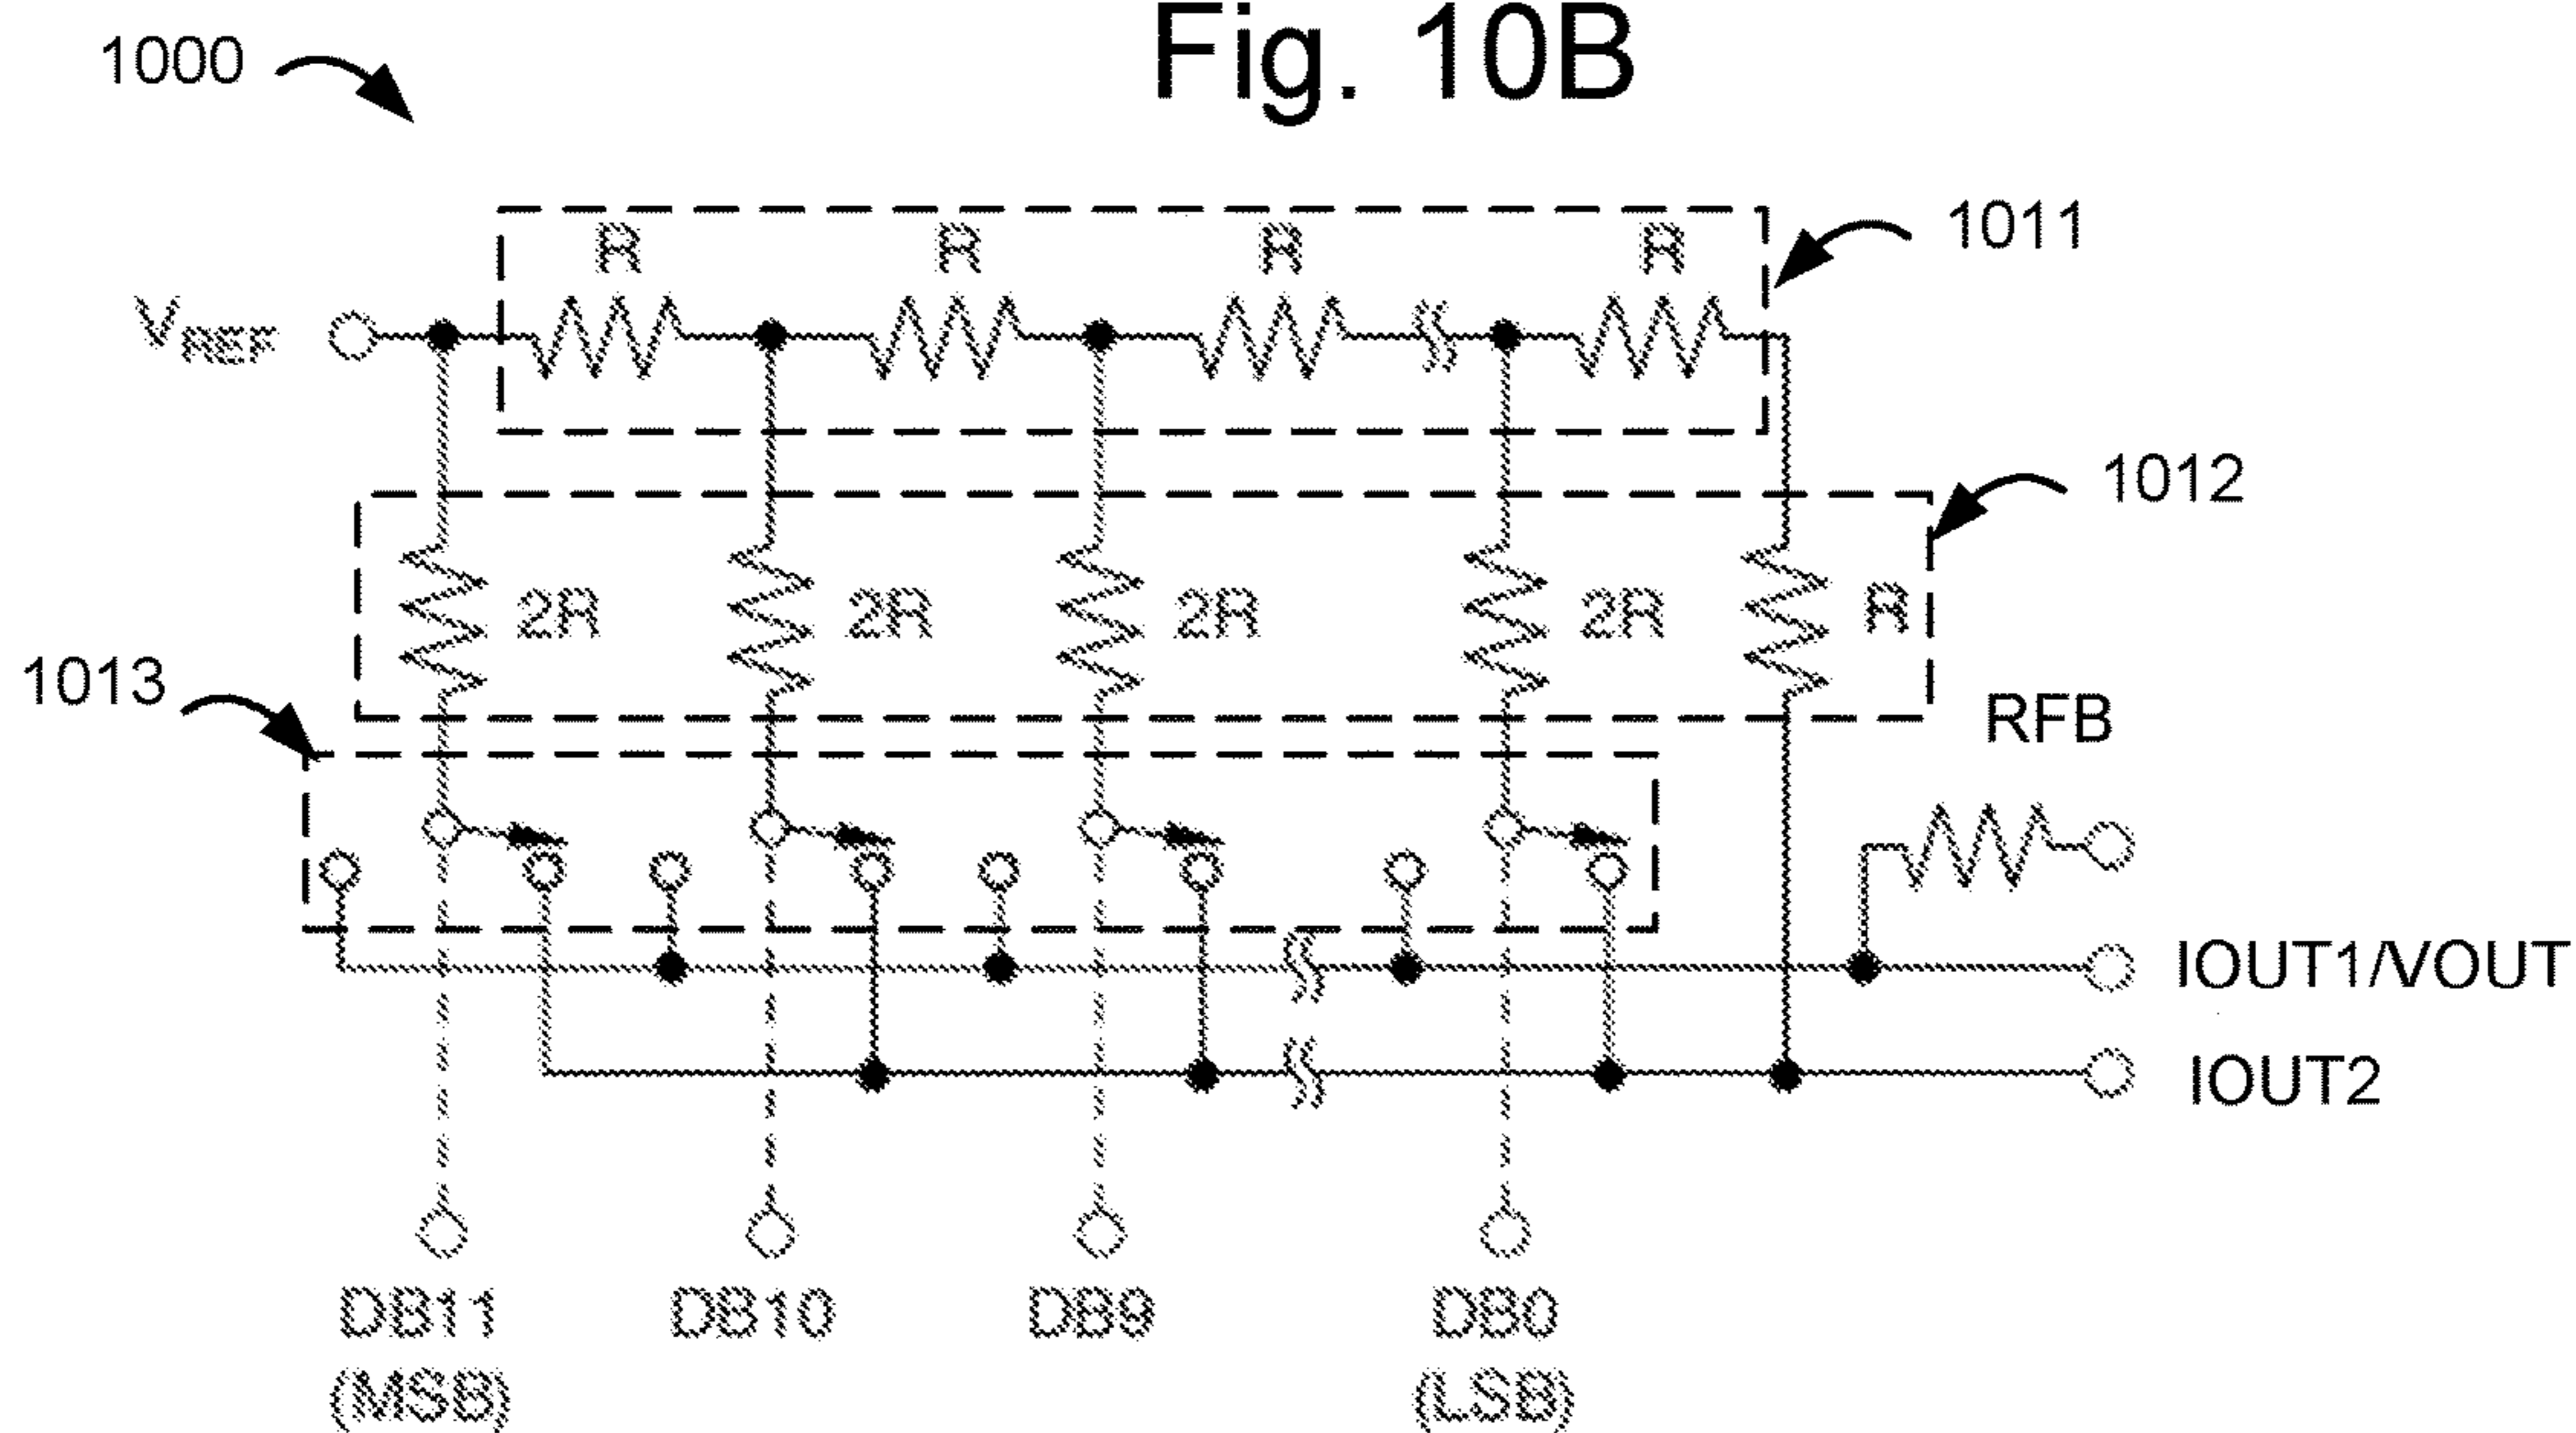 Fig. 10B
1000
1011
R R R R
V REF
1012
2R 2R 2R 2R R
1013
RFB
IOUT1/VOUT
IOUT2
DB11 DB10 DB9 DB0
(MSB) (LSB)